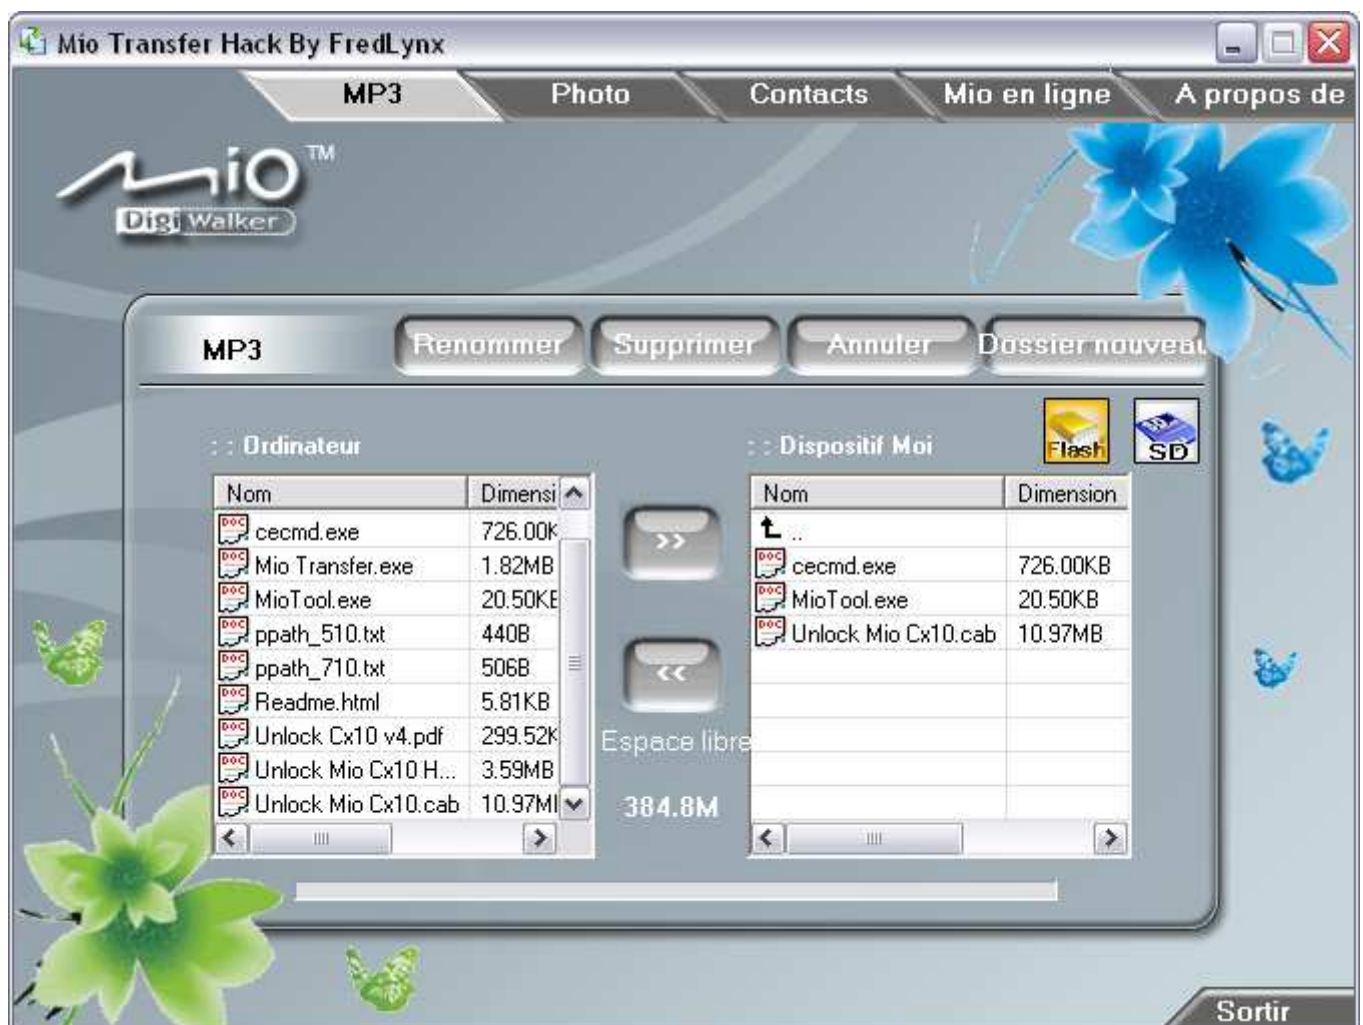 Mio Transfer Hack By FredLynx
MP3 Photo Contacts Mio en ligne A propos de
Mio TM
Digi Walker
MP3 Renommer Supprimer Annuler Dossier nouveau
Flash SD
: : Ordinateur : : Dispositif Moi
Nom Dimensi Nom Dimension
cecmd.exe 726.00K ..
Mio Transfer.exe 1.82MB cecmd.exe 726.00KB
MioTool.exe 20.50KB MioTool.exe 20.50KB
ppath_510.txt 440B Unlock Mio Cx10.cab 10.97MB
ppath_710.txt 506B
Readme.html 5.81KB
Unlock Cx10 v4.pdf 299.52K
Unlock Mio Cx10 H... 3.59MB
Unlock Mio Cx10.cab 10.97M
>>
<<
Espace libre
384.8M
Sortir